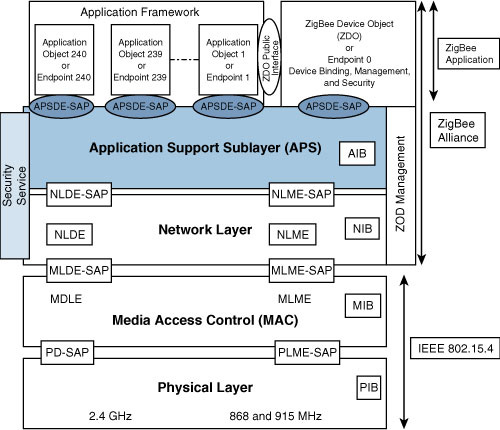 Application Framework
Application
Object 240
or
Endpoint 240
Application
Object 239
or
Endpoint 239
Application
Object 1
or
Endpoint 1
ZDO Public
Interface
ZigBee Device Object
(ZDO)
or
Endpoint 0
Device Binding, Management,
and Security
ZigBee
Application
APSDE-SAP
APSDE-SAP
APSDE-SAP
APSDE-SAP
Security
Service
Application Support Sublayer (APS)
AIB
ZOD Management
ZigBee
Alliance
NLDE-SAP
NLME-SAP
NLDE
Network Layer
NLME
NIB
MLDE-SAP
MLME-SAP
MDLE
MLME
MIB
Media Access Control (MAC)
IEEE 802.15.4
PD-SAP
PLME-SAP
Physical Layer
PIB
2.4 GHz
868 and 915 MHz